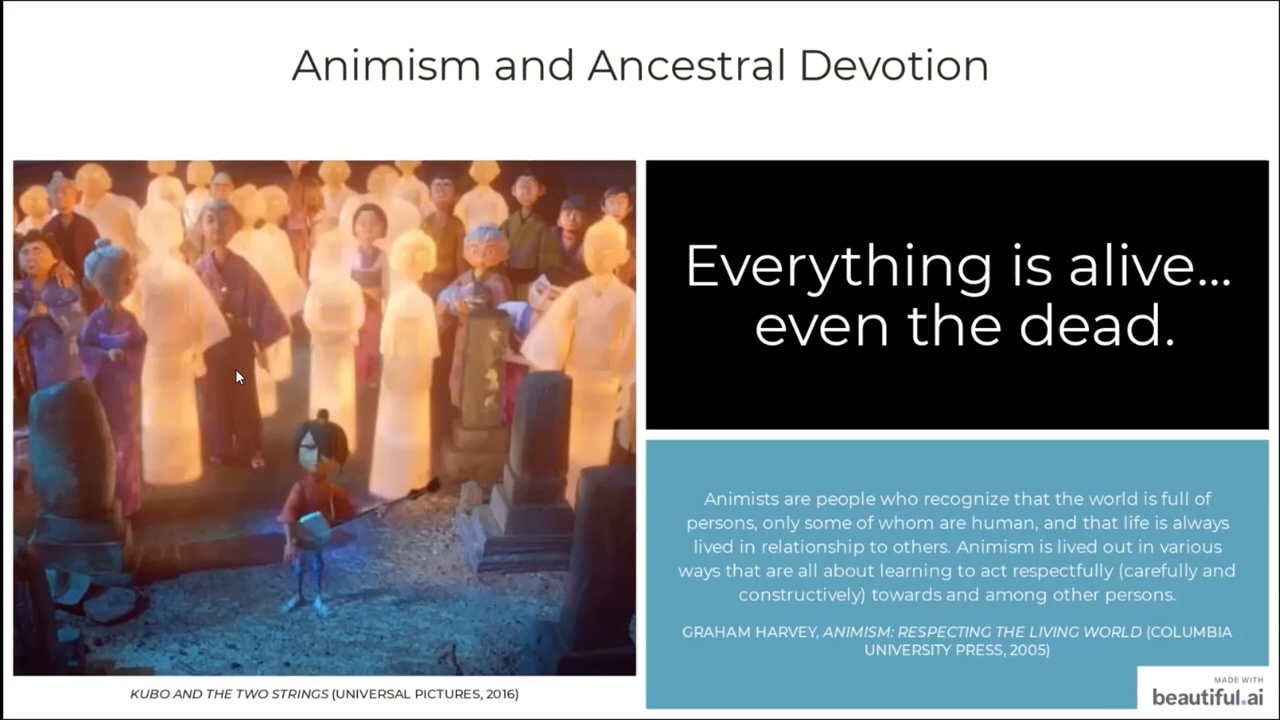 Animism and Ancestral Devotion
Everything is alive...
even the dead.
Animists are people who recognize that the world is full of
persons, only some of whom are human, and that life is always
lived in relationship to others. Animism is lived out in various
ways that are all about learning to act respectfully (carefully and
constructively) towards and among other persons.
GRAHAM HARVEY, ANIMISM: RESPECTING THE LIVING WORLD (COLUMBIA
UNIVERSITY PRESS, 2005)
KUBO AND THE TWO STRINGS (UNIVERSAL PICTURES, 2016)
MADE WITH
beautiful.ai